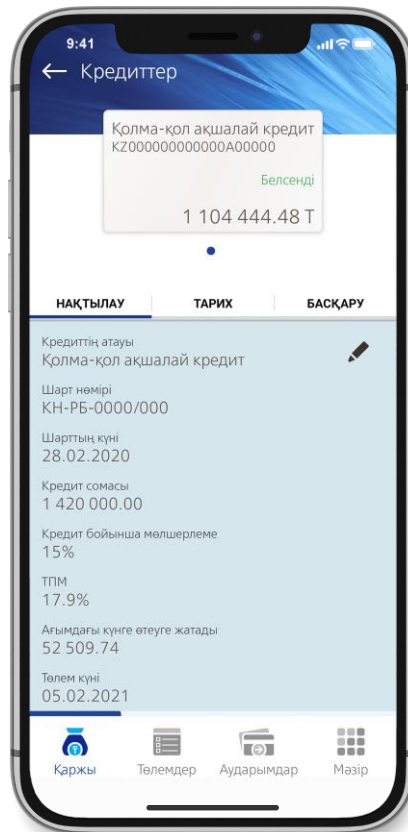 9:41
← Кредиттер
Қолма-қол ақшалай кредит
KZ000000000000A00000
Белсенді
1 104 444.48 Т
НАҚТЫЛАУ ТАРИХ БАСҚАРУ
Кредиттің атауы
Қолма-қол ақшалай кредит
Шарт нөмірі
КН-РБ-0000/000
Шарттың күні
28.02.2020
Кредит сомасы
1 420 000.00
Кредит бойынша мөлшерлеме
15%
ТПМ
17.9%
Ағымдағы күнге өтеуге жатады
52 509.74
Төлем күні
05.02.2021
Қаржы Төлемдер Аударымдар Мәзір